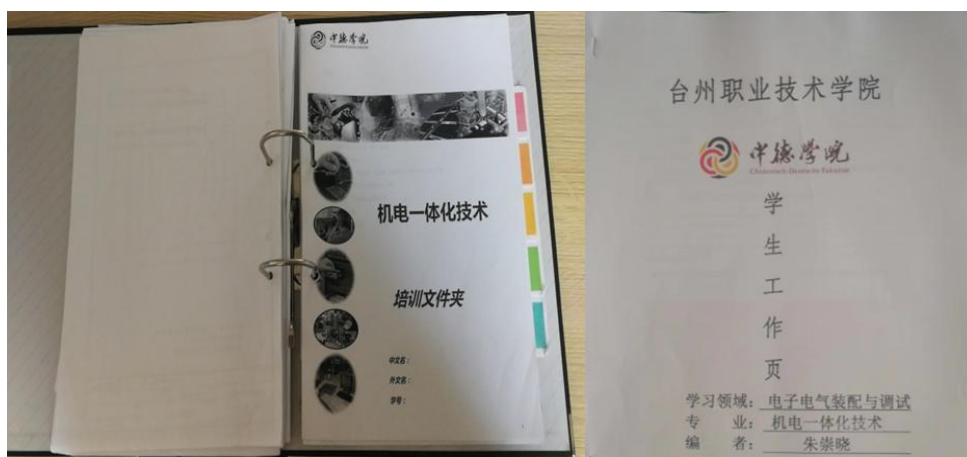 中德学院
机电一体化技术
培训文件夹
中文名：
外文名：
学号：
台州职业技术学院
中德学院
Chinesisch-Deutsche Fakultät
学
生
工
作
页
学习领域：电子电气装配与调试
专 业：机电一体化技术
编 者：朱崇晓